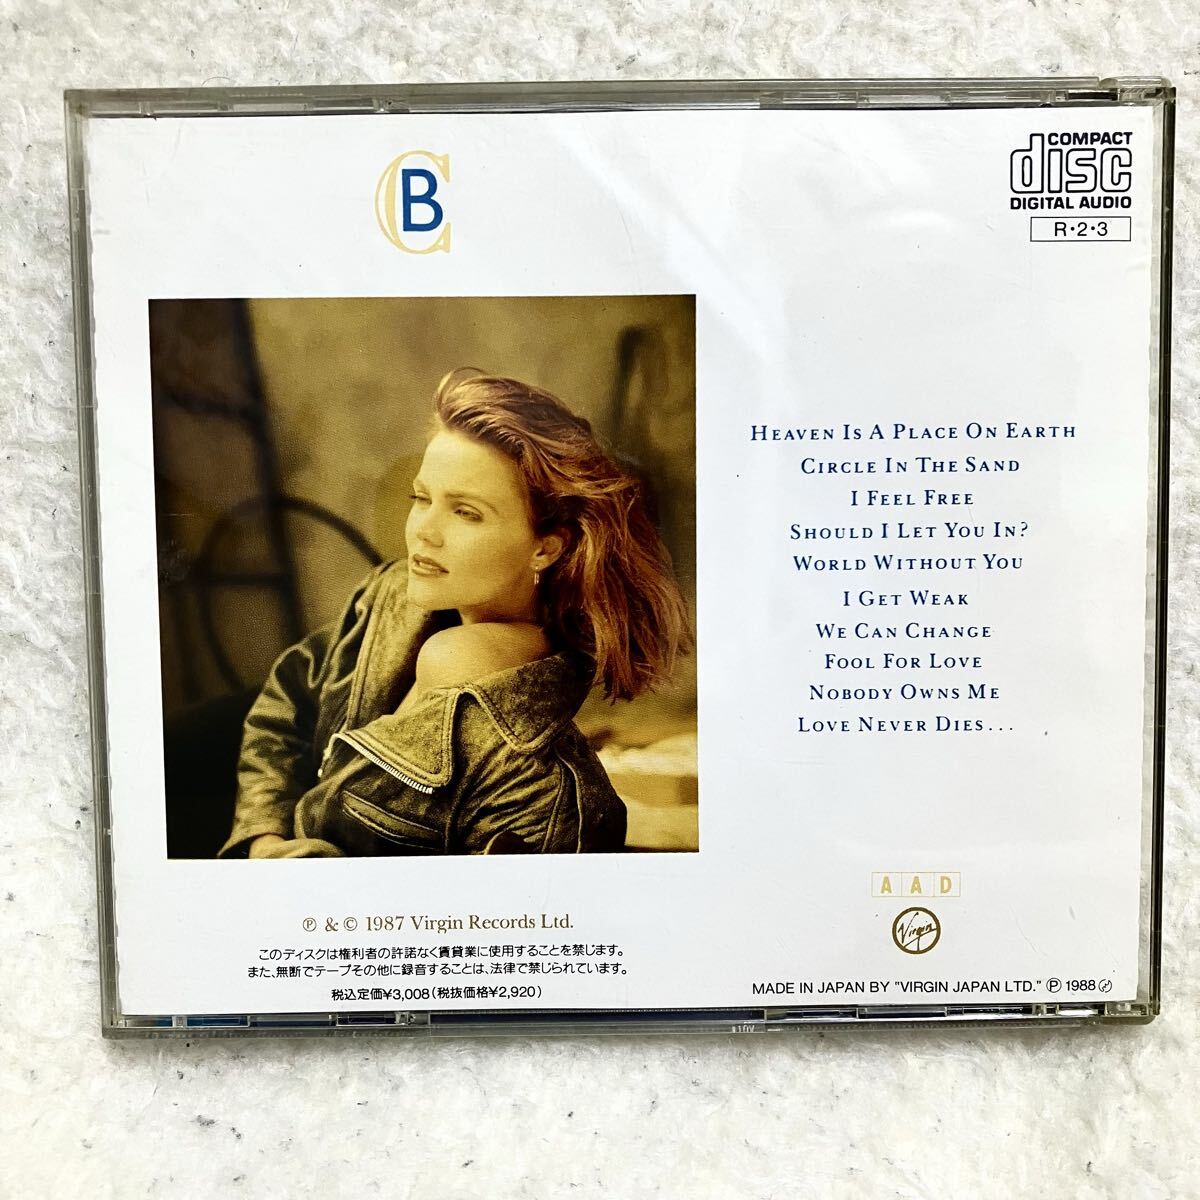 CB
COMPACT
disc
DIGITAL AUDIO
R・2・3
HEAVEN IS A PLACE ON EARTH
CIRCLE IN THE SAND
I FEEL FREE
SHOULD I LET YOU IN?
WORLD WITHOUT YOU
I GET WEAK
WE CAN CHANGE
FOOL FOR LOVE
NOBODY OWNS ME
LOVE NEVER DIES...
A A D
Virgin
℗ & © 1987 Virgin Records Ltd.
このディスクは権利者の許諾なく賃貸業に使用することを禁じます。
また、無断でテープその他に録音することは、法律で禁じられています。
税込定価¥3,008(税抜価格¥2,920)
MADE IN JAPAN BY "VIRGIN JAPAN LTD." ℗ 1988